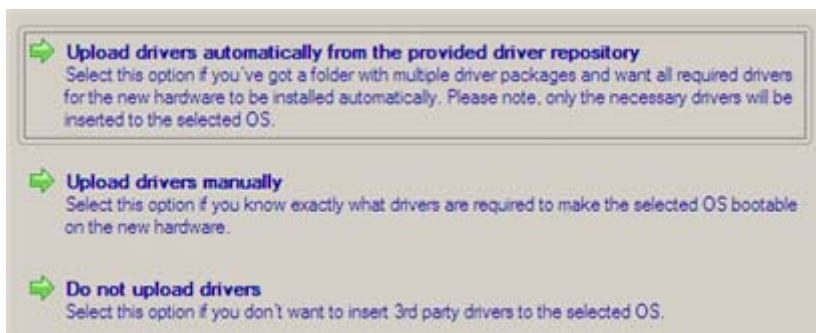 Upload drivers automatically from the provided driver repository
Select this option if you've got a folder with multiple driver packages and want all required drivers
for the new hardware to be installed automatically. Please note, only the necessary drivers will be
inserted to the selected OS.
Upload drivers manually
Select this option if you know exactly what drivers are required to make the selected OS bootable
on the new hardware.
Do not upload drivers
Select this option if you don't want to insert 3rd party drivers to the selected OS.